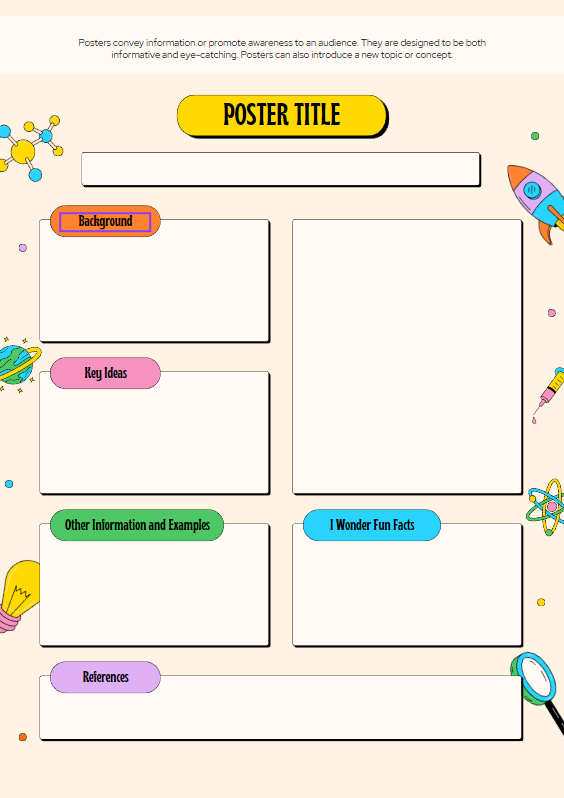 Posters convey information or promote awareness to an audience. They are designed to be both
informative and eye-catching. Posters can also introduce a new topic or concept.
POSTER TITLE
Background
Key Ideas
Other Information and Examples
I Wonder Fun Facts
References